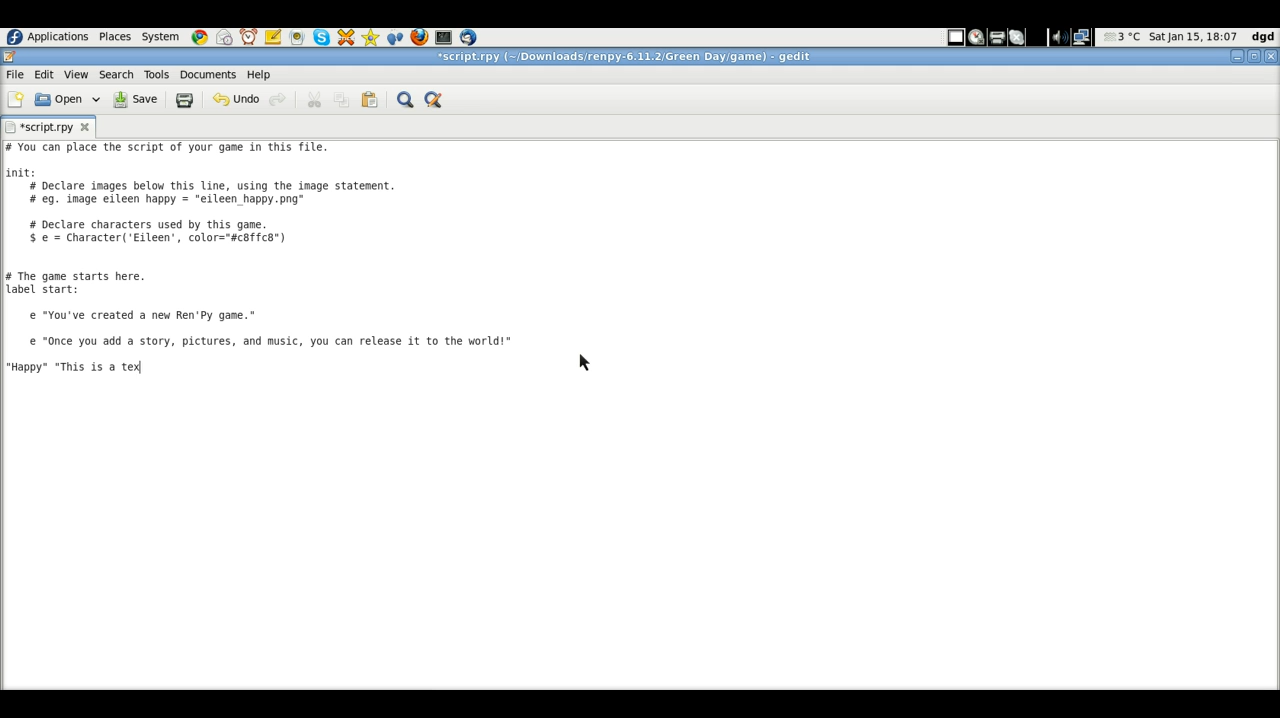 Applications Places System 3 °C Sat Jan 15, 18:07 dgd
*script.rpy (~/Downloads/renpy-6.11.2/Green Day/game) - gedit
File Edit View Search Tools Documents Help
Open Save Undo
*script.rpy
# You can place the script of your game in this file.
init:
    # Declare images below this line, using the image statement.
    # eg. image eileen happy = "eileen_happy.png"
    # Declare characters used by this game.
    $ e = Character('Eileen', color="#c8ffc8")
# The game starts here.
label start:
    e "You've created a new Ren'Py game."
    e "Once you add a story, pictures, and music, you can release it to the world!"
"Happy" "This is a tex